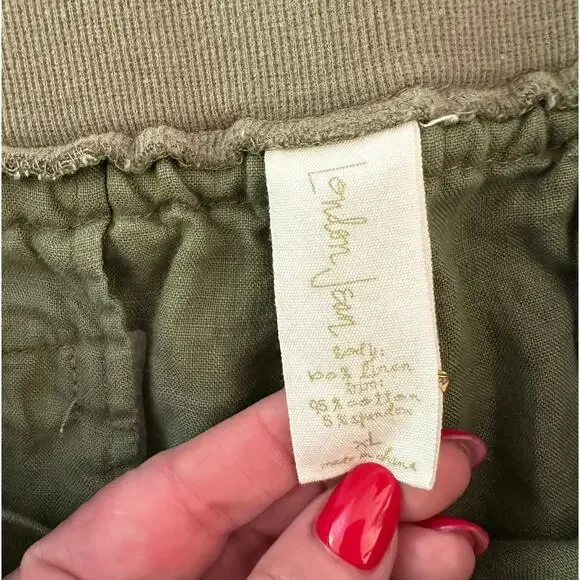 London Jean
body:
100% linen
trim:
95% cotton
5% spandex
XL
made in china